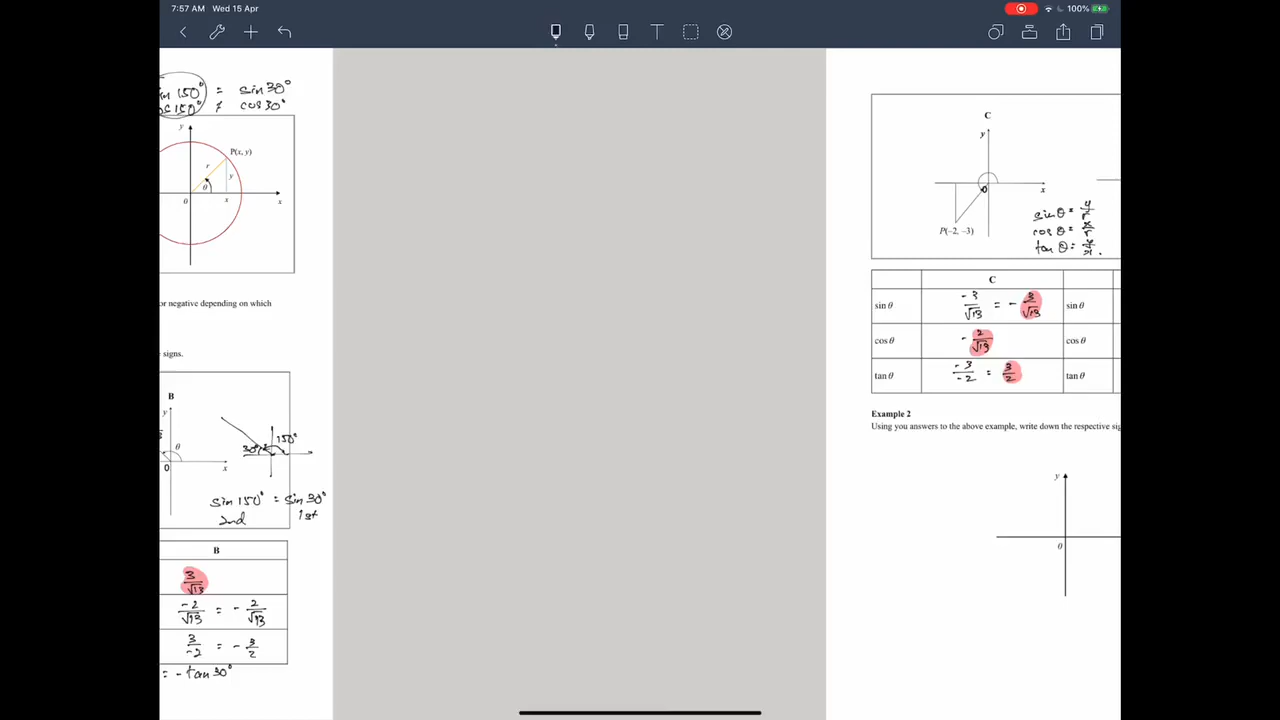 7:57 AM Wed 15 Apr
100%
in 150° = sin 30°
os 150° ≠ cos 30°
y
P(x, y)
r
y
θ
0
x
x
or negative depending on which
signs.
B
y
θ
0
x
150°
30°
sin 150° = sin 30°
2nd 1st
B
3/√13
-2/√13 = - 2/√13
3/-2 = - 3/2
= - tan 30°
C
y
0
x
P(−2, −3)
sin θ = y/r
cos θ = x/r
tan θ = y/x.
C
sin θ -3/√13 = - 3/√13 sin θ
cos θ - 2/√13 cos θ
tan θ -3/-2 = 3/2 tan θ
Example 2
Using you answers to the above example, write down the respective sig
y
0